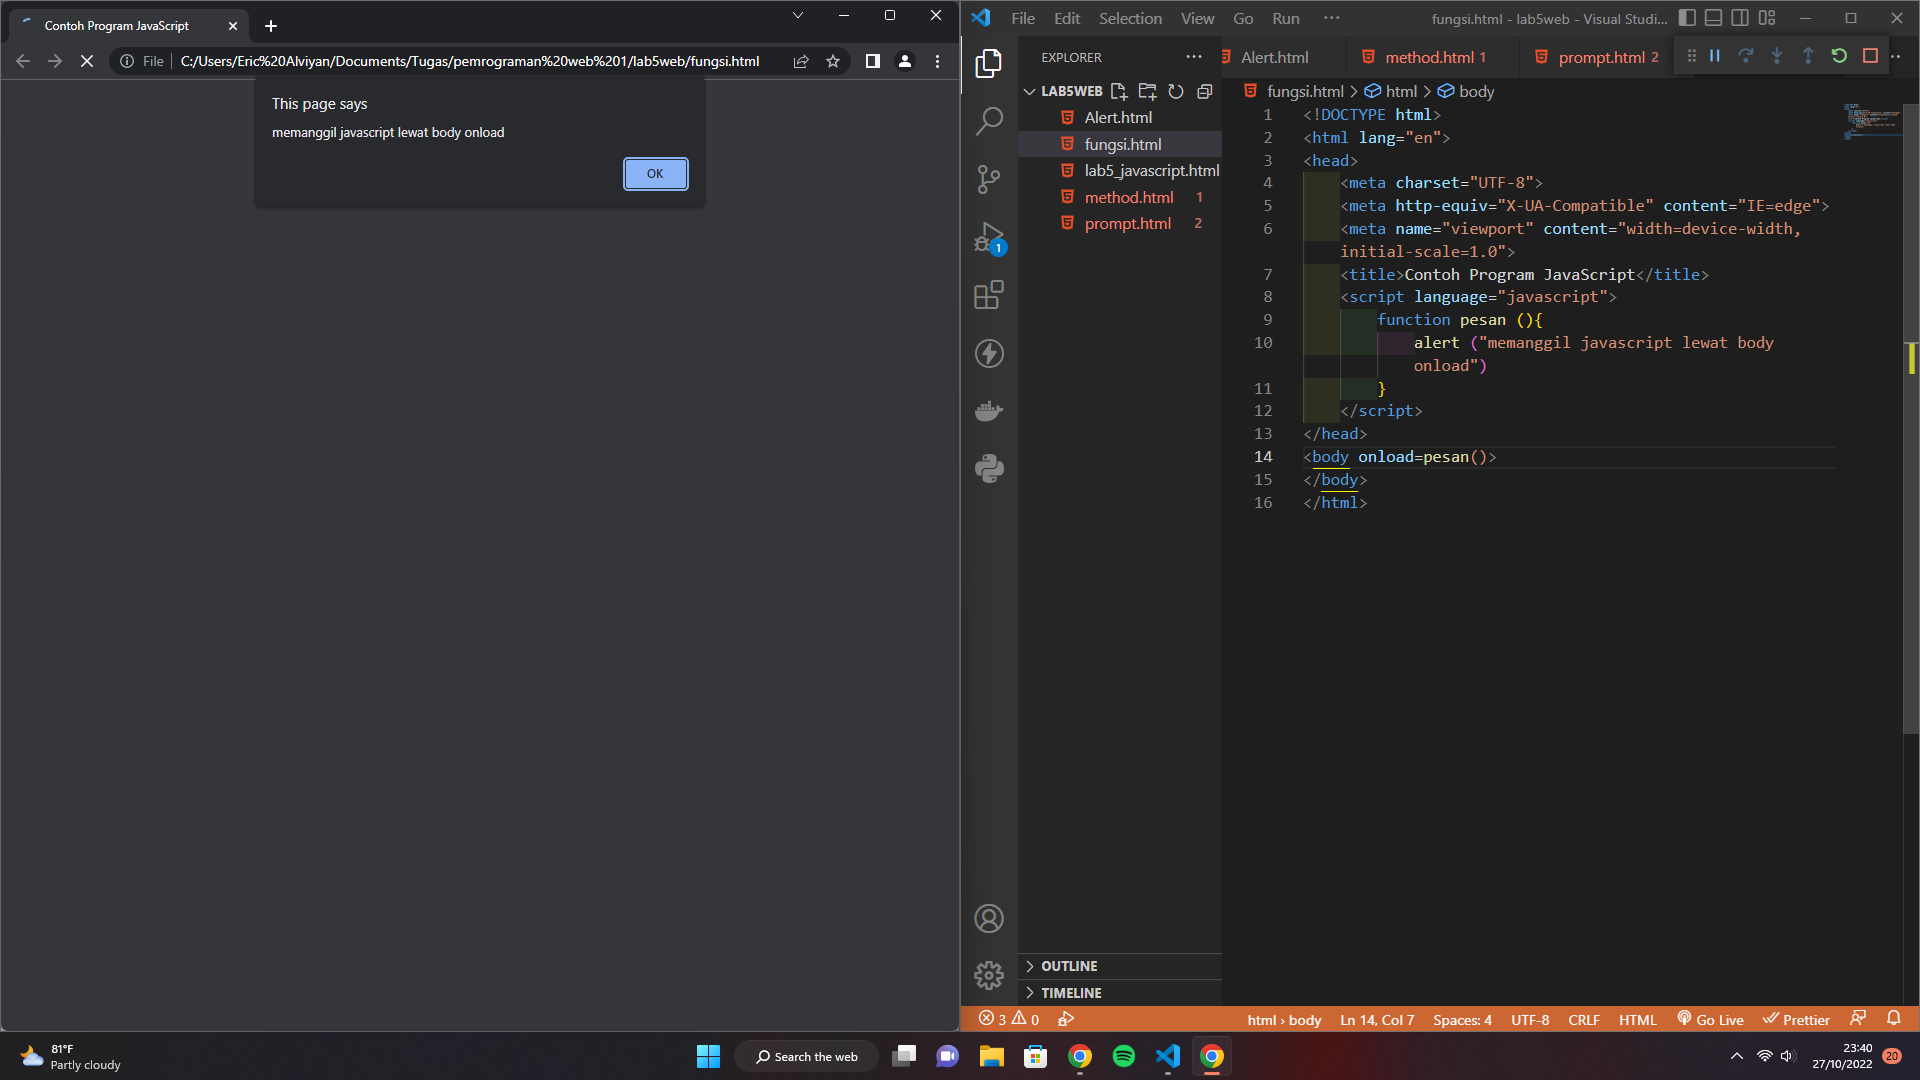 Contoh Program JavaScript
File
C:/Users/Eric%20Alviyan/Documents/Tugas/pemrograman%20web%201/lab5web/fungsi.html
This page says
memanggil javascript lewat body onload
OK
File Edit Selection View Go Run ···
fungsi.html - lab5web - Visual Studi...
EXPLORER
Alert.html
method.html 1
prompt.html 2
LAB5WEB
Alert.html
fungsi.html
lab5_javascript.html
method.html 1
prompt.html 2
1
OUTLINE
TIMELINE
fungsi.html > html > body
1 <!DOCTYPE html>
2 <html lang="en">
3 <head>
4 <meta charset="UTF-8">
5 <meta http-equiv="X-UA-Compatible" content="IE=edge">
6 <meta name="viewport" content="width=device-width,
initial-scale=1.0">
7 <title>Contoh Program JavaScript</title>
8 <script language="javascript">
9 function pesan (){
10 alert ("memanggil javascript lewat body
onload")
11 }
12 </script>
13 </head>
14 <body onload=pesan()>
15 </body>
16 </html>
3 0
html › body
Ln 14, Col 7
Spaces: 4
UTF-8
CRLF
HTML
Go Live
Prettier
81°F
Partly cloudy
Search the web
23:40
27/10/2022
20